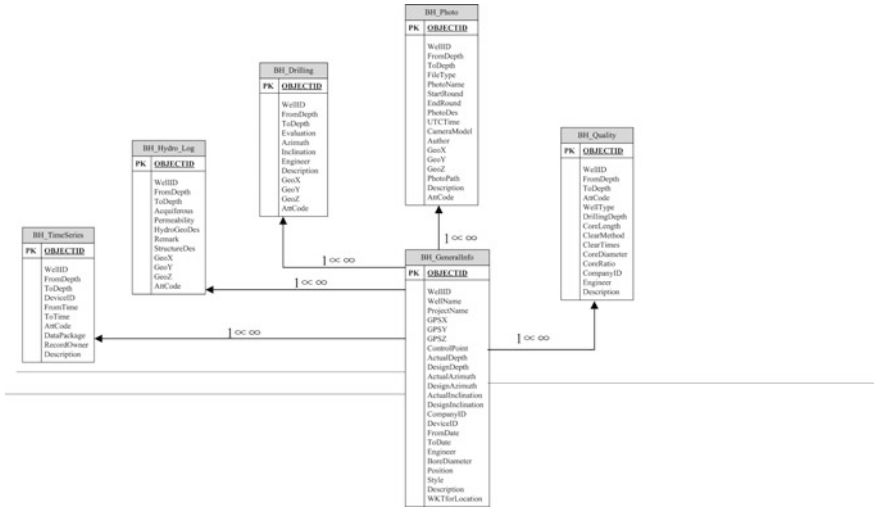 BH_Photo
PK OBJECTID
WellID
FromDepth
ToDepth
FileType
PhotoName
StartRound
EndRound
PhotoDes
UTCTime
CameraModel
Author
GeoX
GeoY
GeoZ
PhotoPath
Description
AttCode
BH_Drilling
PK OBJECTID
WellID
FromDepth
ToDepth
Evaluation
Azimuth
Inclination
Engineer
Description
GeoX
GeoY
GeoZ
AttCode
BH_Quality
PK OBJECTID
WellID
FromDepth
ToDepth
AttCode
WellType
DrillingDepth
CoreLength
ClearMethod
ClearTimes
CoreDiameter
CoreRatio
CompanyID
Engineer
Description
BH_Hydro_Log
PK OBJECTID
WellID
FromDepth
ToDepth
Acquiferous
Permeability
HydroGeoDes
Remark
StructureDes
GeoX
GeoY
GeoZ
AttCode
BH_TimeSeries
PK OBJECTID
WellID
FromDepth
ToDepth
DeviceID
FromTime
ToTime
AttCode
DataPackage
RecordOwner
Description
1 ∝ ∞
1 ∝ ∞
1 ∝ ∞
1 ∝ ∞
1 ∝ ∞
BH_GeneralInfo
PK OBJECTID
WellID
WellName
ProjectName
GPSX
GPSY
GPSZ
ControlPoint
ActualDepth
DesignDepth
ActualAzimuth
DesignAzimuth
ActualInclination
DesignInclination
CompanyID
DeviceID
FromDate
ToDate
Engineer
BoreDiameter
Position
Style
Description
WKTforLocation